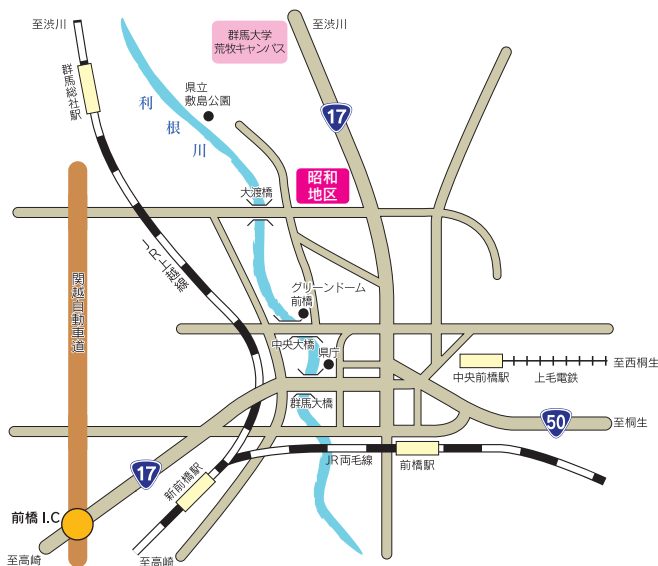 至渋川
群馬大学
荒牧キャンパス
至渋川
群馬総社駅
県立
敷島公園
利根川
17
昭和
地区
大渡橋
JR上越線
関越自動車道
グリーンドーム
前橋
中央大橋
県庁
中央前橋駅
上毛電鉄
至西桐生
群馬大橋
50
至桐生
17
新前橋駅
JR両毛線
前橋駅
前橋 I.C
至高崎
至高崎